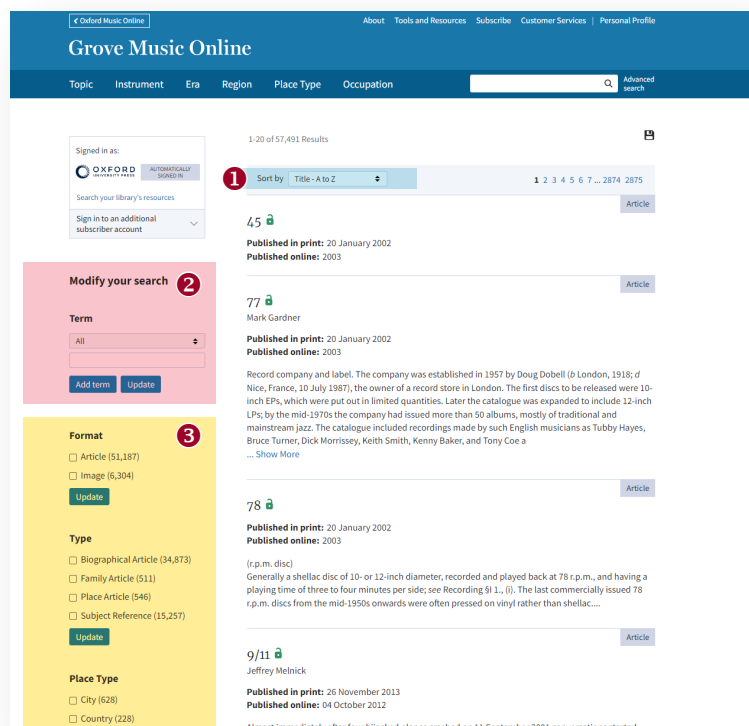 Oxford Music Online
About Tools and Resources Subscribe Customer Services | Personal Profile
Grove Music Online
Topic Instrument Era Region Place Type Occupation
Advanced search
Signed in as:
OXFORD
UNIVERSITY PRESS
AUTOMATICALLY SIGNED IN
Search your library's resources
Sign in to an additional
subscriber account
Modify your search 2
Term
All
Add term Update
Format 3
Article (51,187)
Image (6,304)
Update
Type
Biographical Article (34,873)
Family Article (511)
Place Article (546)
Subject Reference (15,257)
Update
Place Type
City (628)
Country (228)
1-20 of 57,491 Results
1 Sort by Title - A to Z
1 2 3 4 5 6 7 ... 2874 2875
Article
45
Published in print: 20 January 2002
Published online: 2003
Article
77
Mark Gardner
Published in print: 20 January 2002
Published online: 2003
Record company and label. The company was established in 1957 by Doug Dobell (b London, 1918; d
Nice, France, 10 July 1987), the owner of a record store in London. The first discs to be released were 10-
inch EPs, which were put out in limited quantities. Later the catalogue was expanded to include 12-inch
LPs; by the mid-1970s the company had issued more than 50 albums, mostly of traditional and
mainstream jazz. The catalogue included recordings made by such English musicians as Tubby Hayes,
Bruce Turner, Dick Morrissey, Keith Smith, Kenny Baker, and Tony Coe a
... Show More
Article
78
Published in print: 20 January 2002
Published online: 2003
(r.p.m. disc)
Generally a shellac disc of 10- or 12-inch diameter, recorded and played back at 78 r.p.m., and having a
playing time of three to four minutes per side; see Recording §I 1., (i). The last commercially issued 78
r.p.m. discs from the mid-1950s onwards were often pressed on vinyl rather than shellac....
Article
9/11
Jeffrey Melnick
Published in print: 26 November 2013
Published online: 04 October 2012